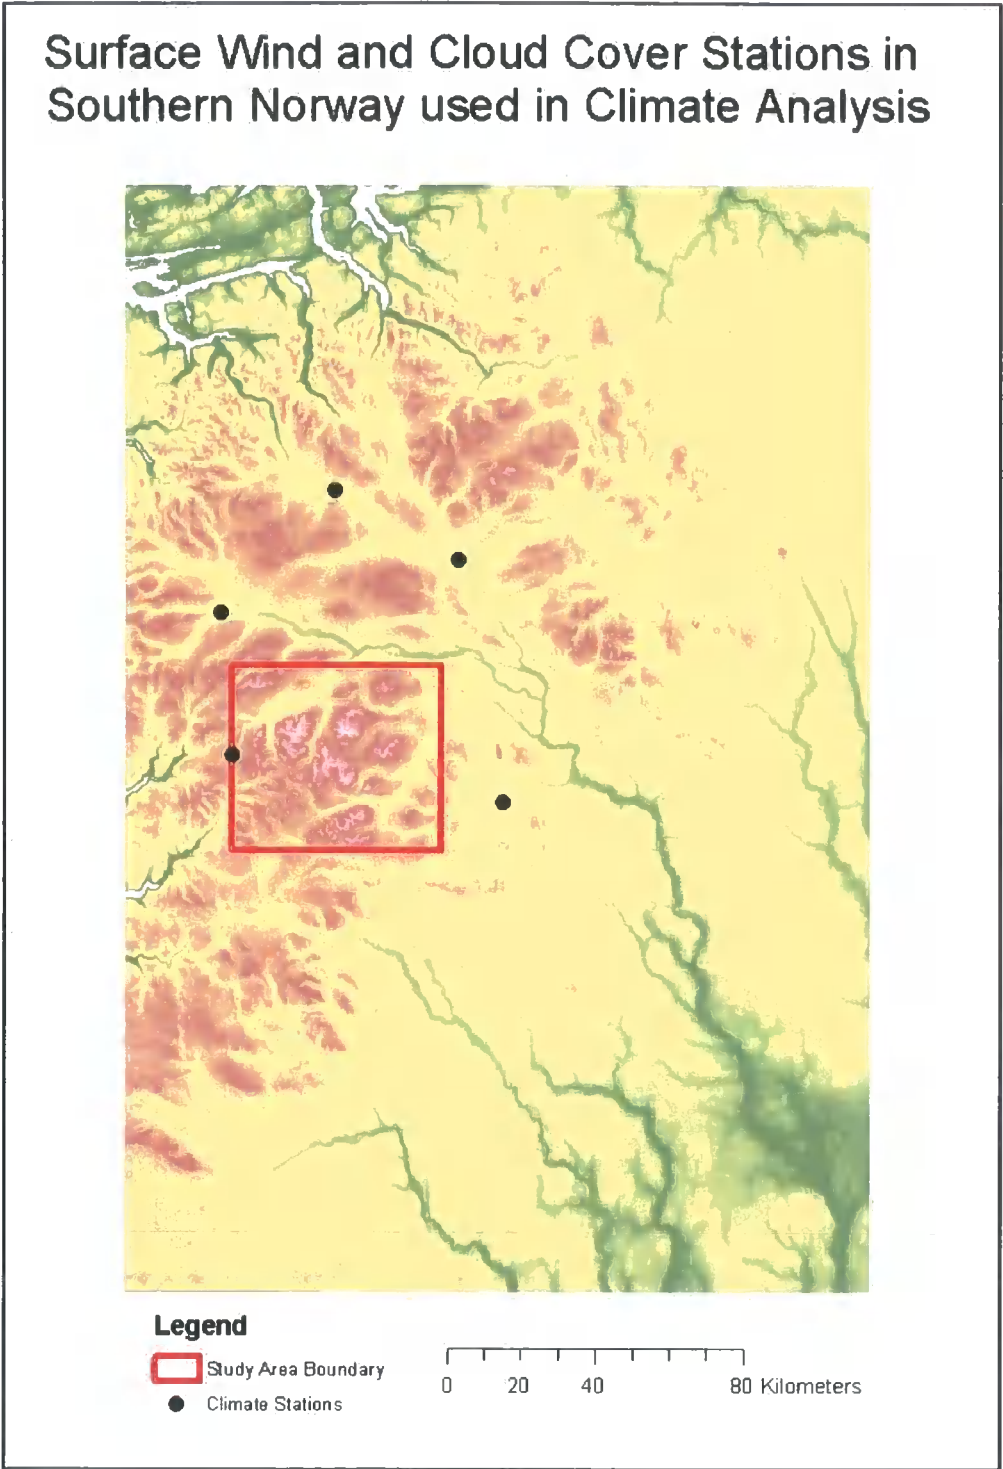 Surface Wind and Cloud Cover Stations in
Southern Norway used in Climate Analysis
Legend
Study Area Boundary
Climate Stations
0 20 40 80 Kilometers